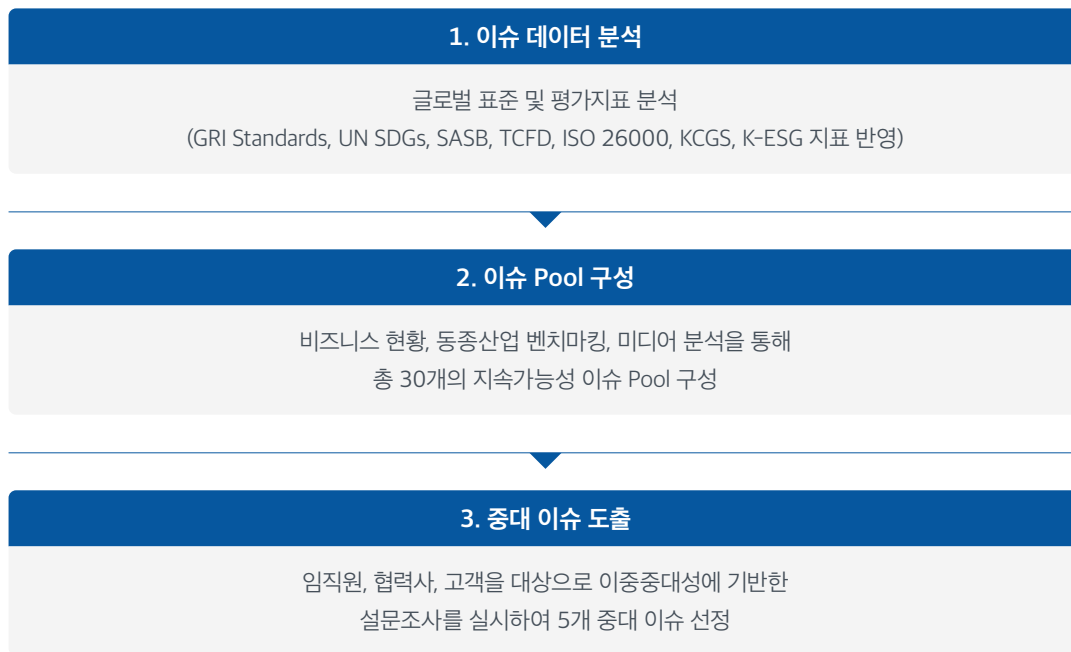 1. 이슈 데이터 분석
글로벌 표준 및 평가지표 분석
(GRI Standards, UN SDGs, SASB, TCFD, ISO 26000, KCGS, K-ESG 지표 반영)
2. 이슈 Pool 구성
비즈니스 현황, 동종산업 벤치마킹, 미디어 분석을 통해
총 30개의 지속가능성 이슈 Pool 구성
3. 중대 이슈 도출
임직원, 협력사, 고객을 대상으로 이중중대성에 기반한
설문조사를 실시하여 5개 중대 이슈 선정